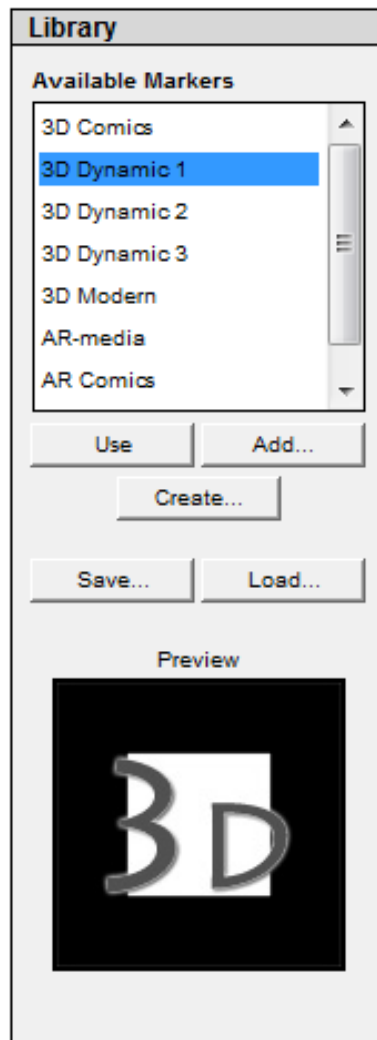 Library
Available Markers
3D Comics
3D Dynamic 1
3D Dynamic 2
3D Dynamic 3
3D Modern
AR-media
AR Comics
Use Add...
Create...
Save... Load...
Preview
3D